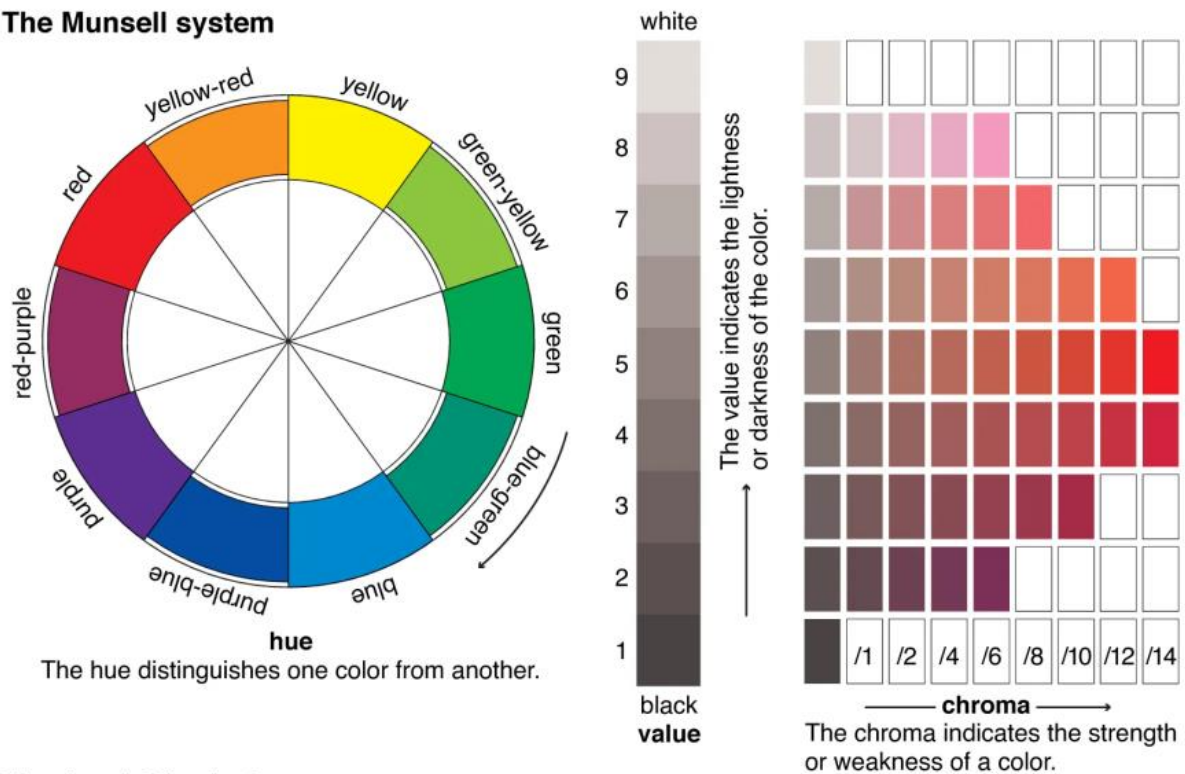 The Munsell system
yellow-red
yellow
green-yellow
green
blue-green
blue
purple-blue
purple
red-purple
red
hue
The hue distinguishes one color from another.
white
9
8
7
6
5
4
3
2
1
black
value
The value indicates the lightness
or darkness of the color.
/1 /2 /4 /6 /8 /10 /12 /14
chroma
The chroma indicates the strength
or weakness of a color.